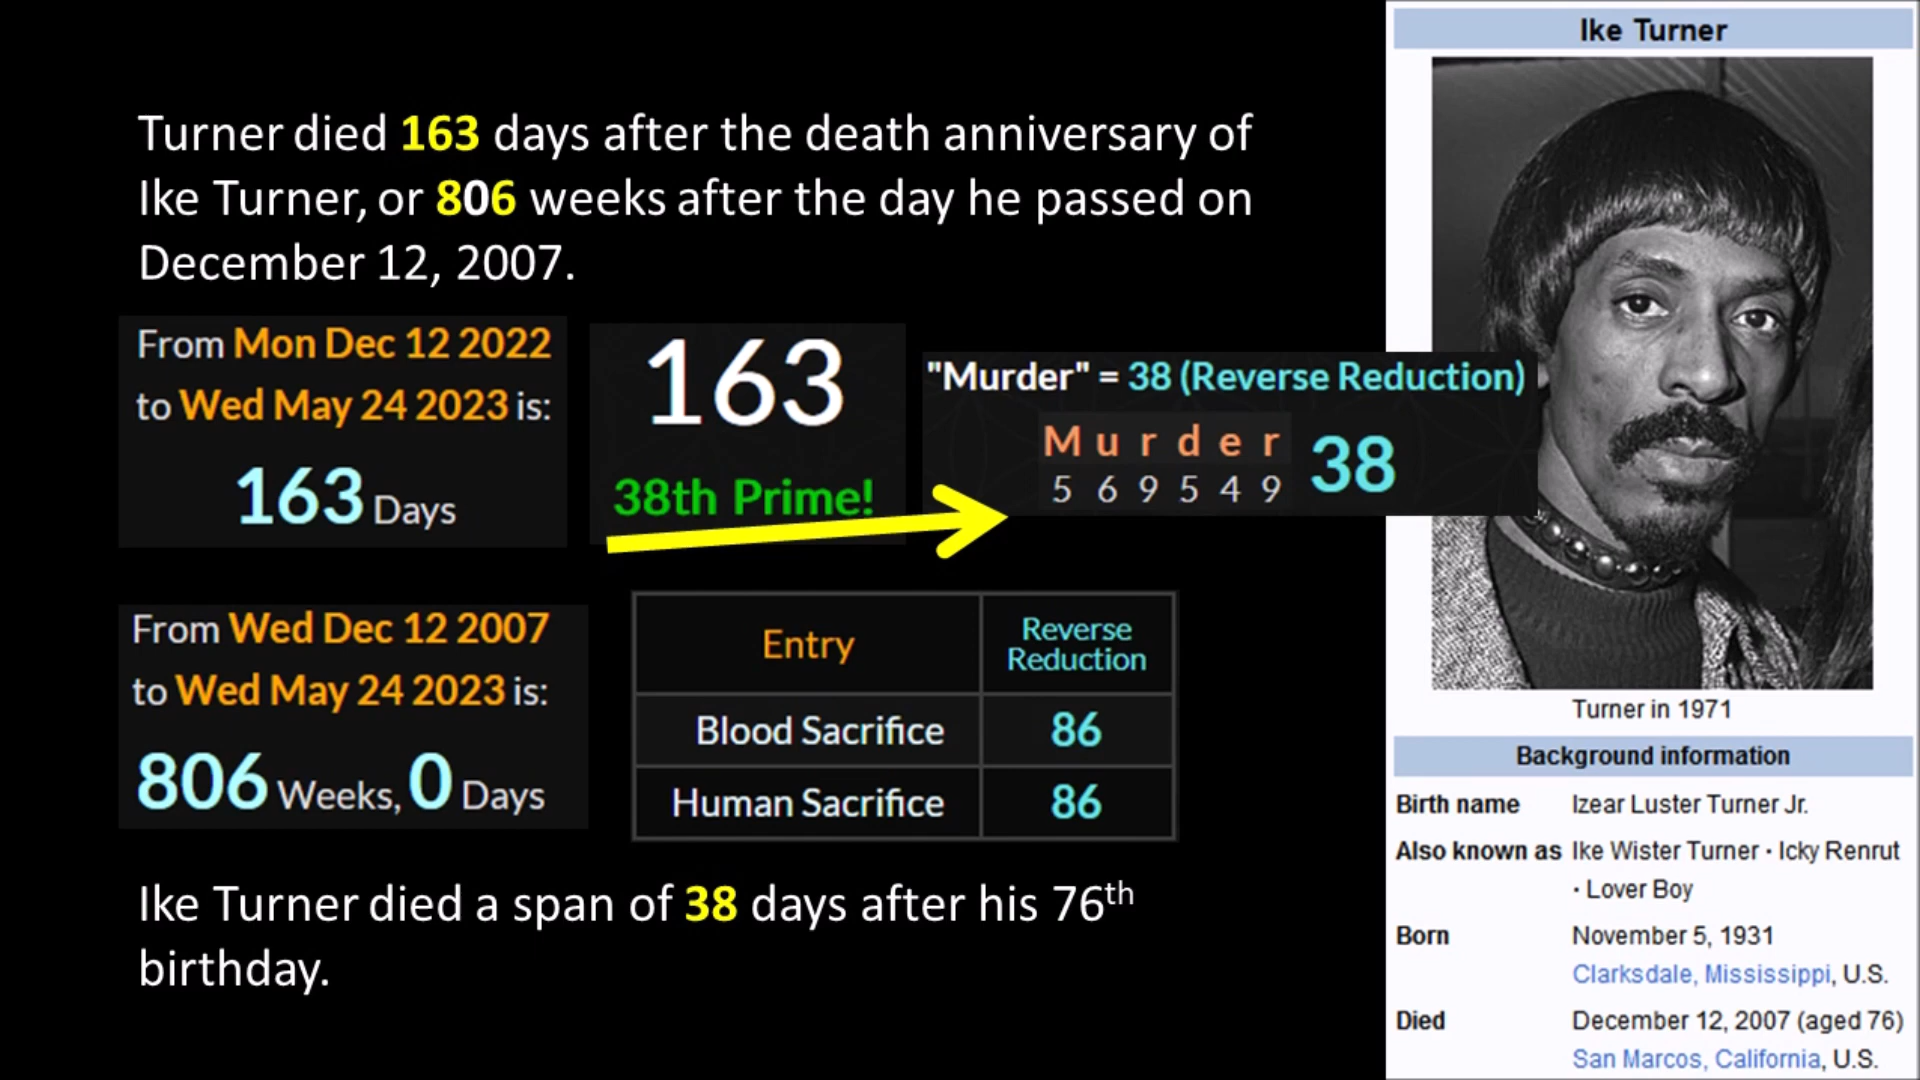 Turner died 163 days after the death anniversary of
Ike Turner, or 806 weeks after the day he passed on
December 12, 2007.
From Mon Dec 12 2022
to Wed May 24 2023 is:
163 Days
163
38th Prime!
"Murder" = 38 (Reverse Reduction)
M u r d e r
5 6 9 5 4 9
38
From Wed Dec 12 2007
to Wed May 24 2023 is:
806 Weeks, 0 Days
Entry
Reverse
Reduction
Blood Sacrifice 86
Human Sacrifice 86
Ike Turner died a span of 38 days after his 76th
birthday.
Ike Turner
Turner in 1971
Background information
Birth name Izear Luster Turner Jr.
Also known as Ike Wister Turner · Icky Renrut
· Lover Boy
Born November 5, 1931
Clarksdale, Mississippi, U.S.
Died December 12, 2007 (aged 76)
San Marcos, California, U.S.